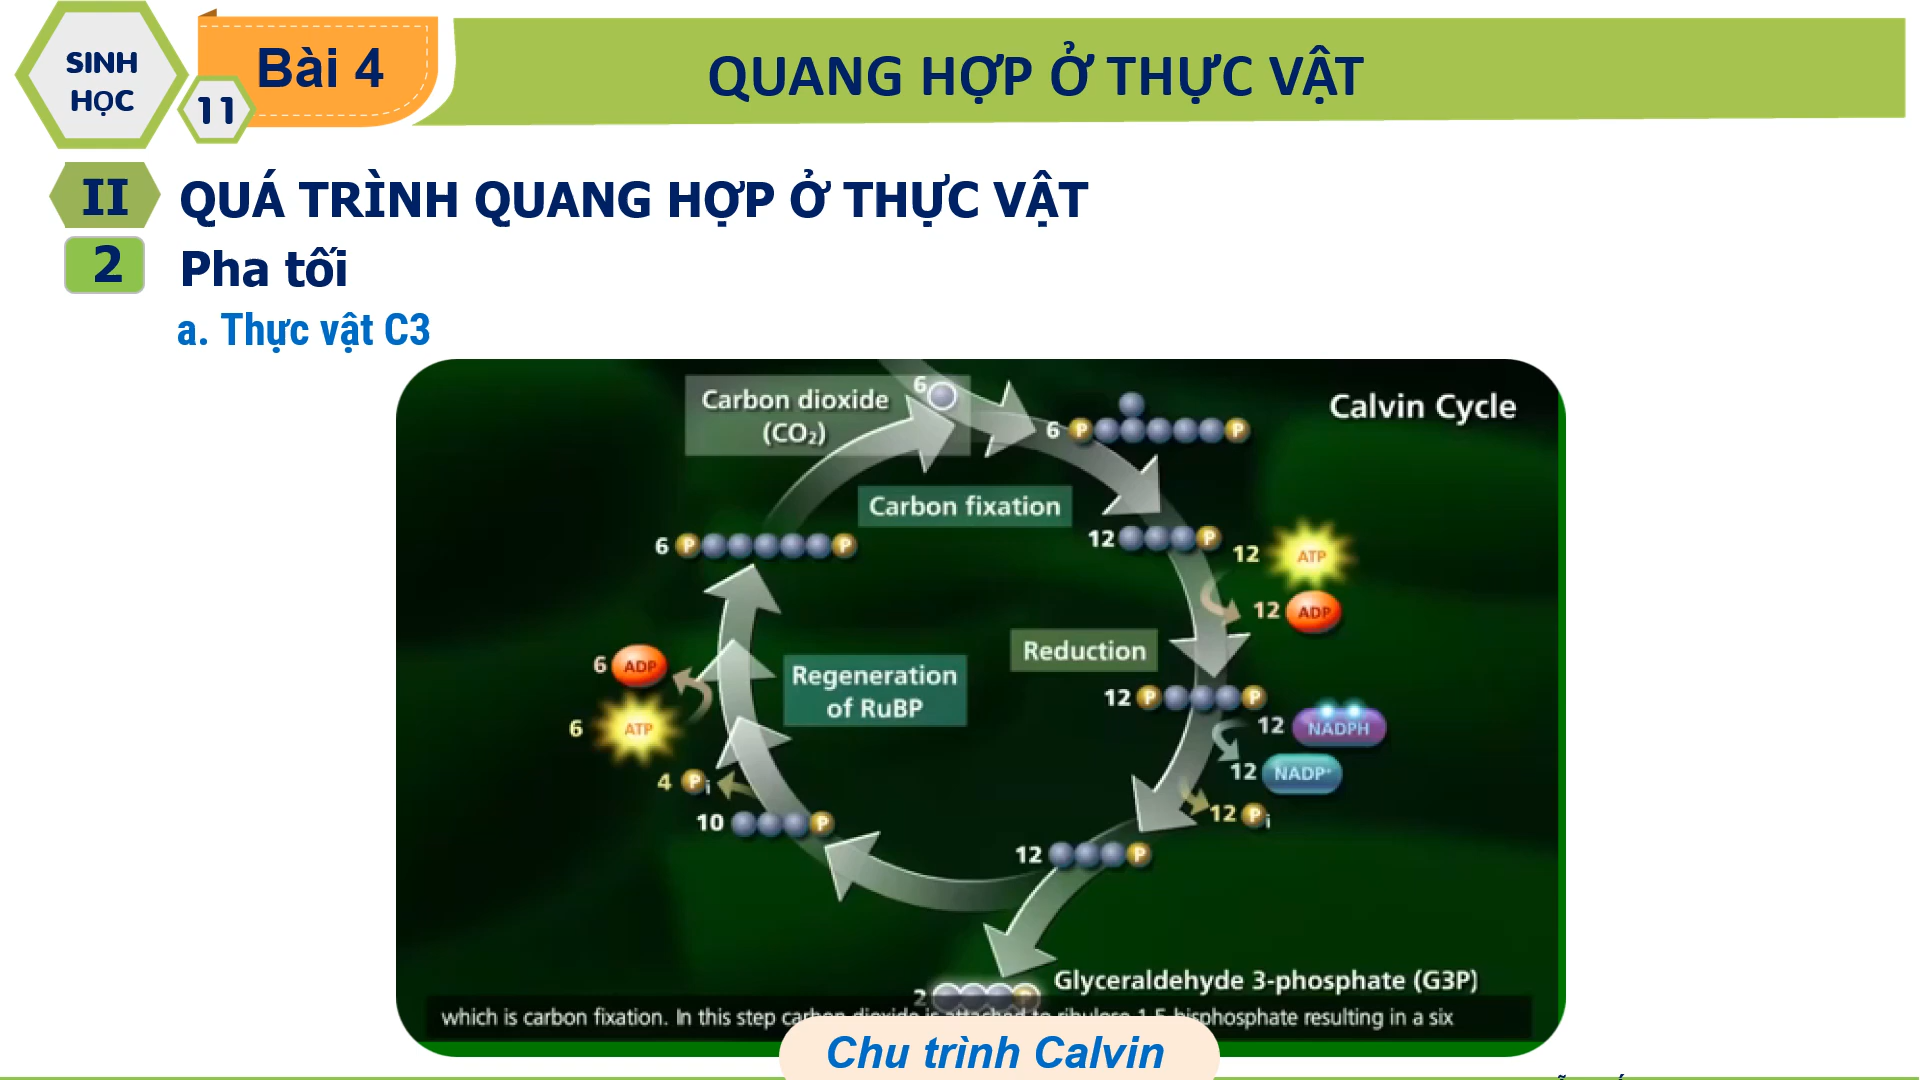 SINH
HỌC
11
Bài 4
QUANG HỢP Ở THỰC VẬT
II
QUÁ TRÌNH QUANG HỢP Ở THỰC VẬT
2
Pha tối
a. Thực vật C3
Carbon dioxide
(CO₂)
6
Calvin Cycle
6 P P
Carbon fixation
6 P P
12 P
12 ATP
12 ADP
Reduction
12 P P
12 NADPH
12 NADP⁺
12 Pi
6 ADP
6 ATP
Regeneration
of RuBP
4 Pi
10 P
12 P
2 P
Glyceraldehyde 3-phosphate (G3P)
which is carbon fixation. In this step carbon dioxide is attached to ribulose 1,5 bisphosphate resulting in a six
Chu trình Calvin